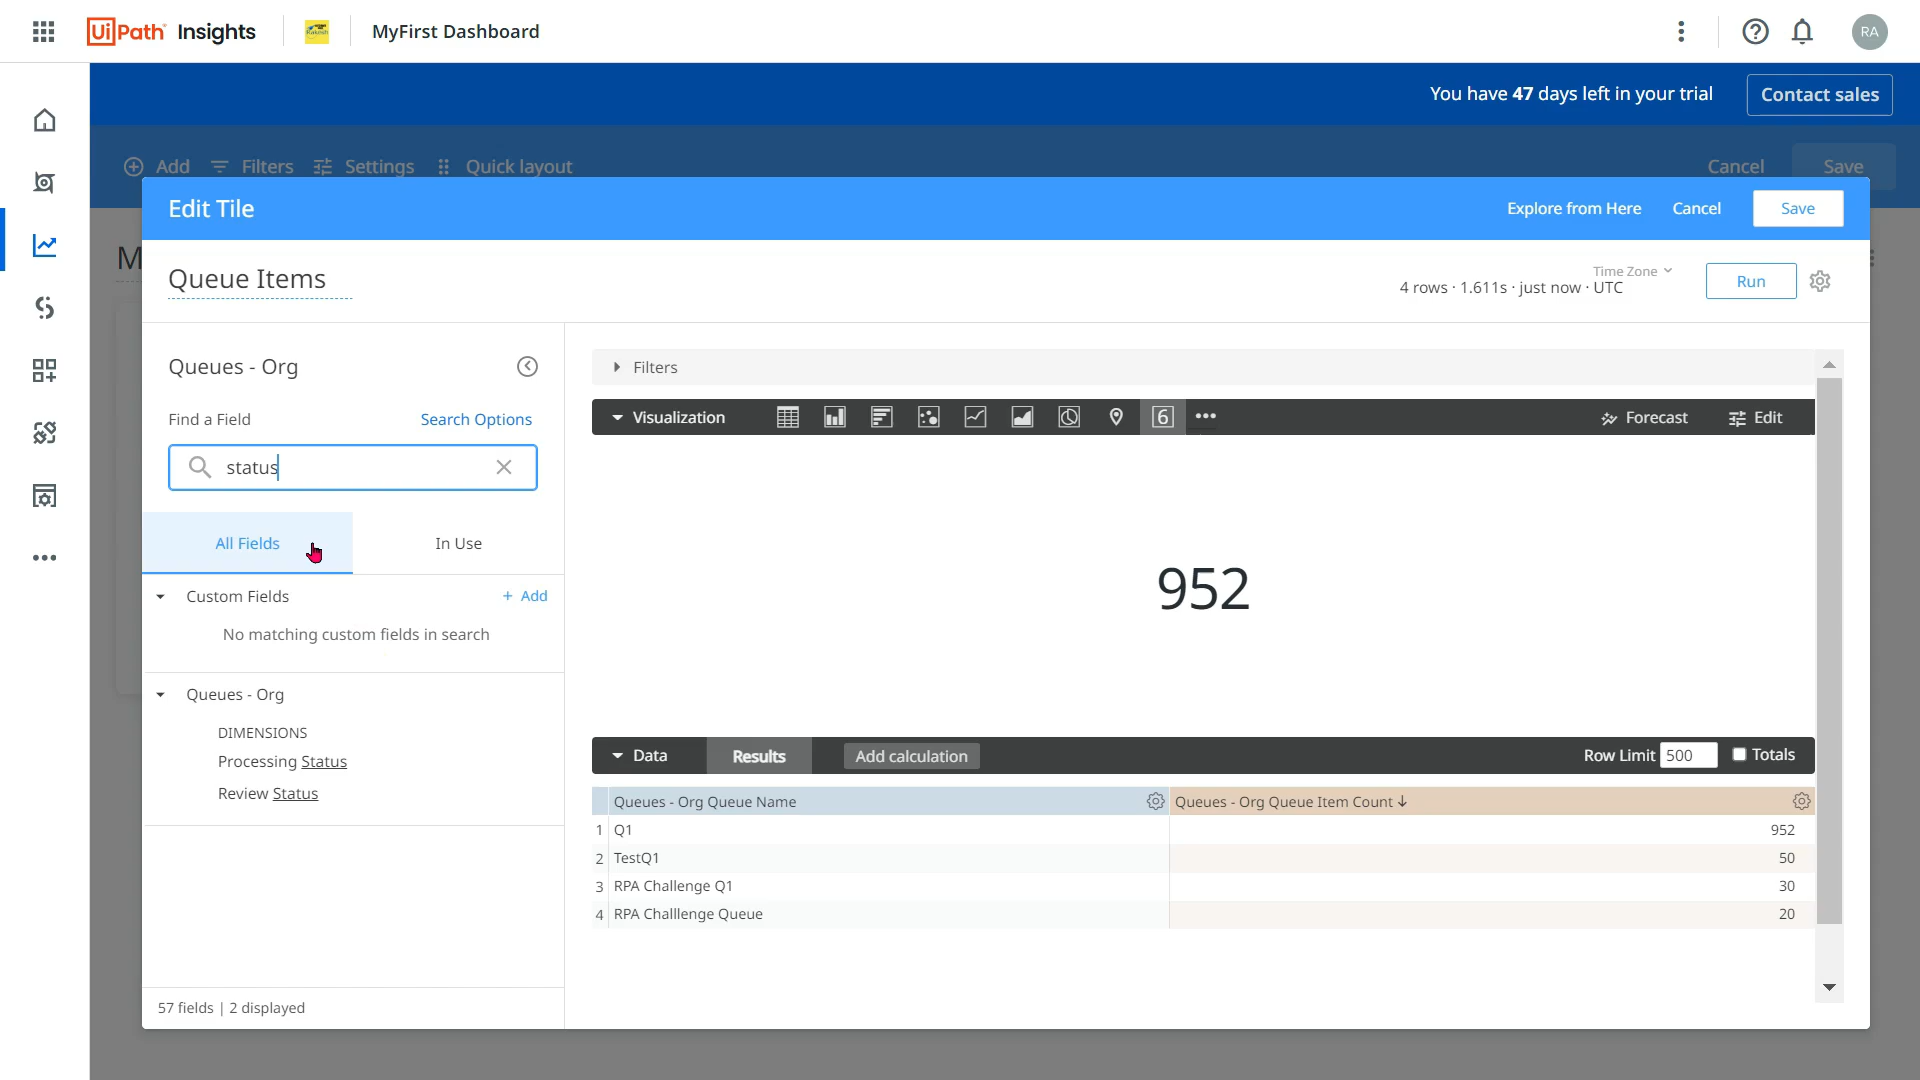 UiPath Insights
MyFirst Dashboard
RA
You have 47 days left in your trial
Contact sales
Add
Filters
Settings
Quick layout
Cancel
Save
M
Edit Tile
Explore from Here
Cancel
Save
Queue Items
Time Zone
4 rows · 1.611s · just now · UTC
Run
Queues - Org
Find a Field
Search Options
status
All Fields
In Use
Custom Fields
+ Add
No matching custom fields in search
Queues - Org
DIMENSIONS
Processing Status
Review Status
57 fields | 2 displayed
Filters
Visualization
6
Forecast
Edit
952
Data
Results
Add calculation
Row Limit 500
Totals
Queues - Org Queue Name
Queues - Org Queue Item Count
1 Q1 952
2 TestQ1 50
3 RPA Challenge Q1 30
4 RPA Challlenge Queue 20